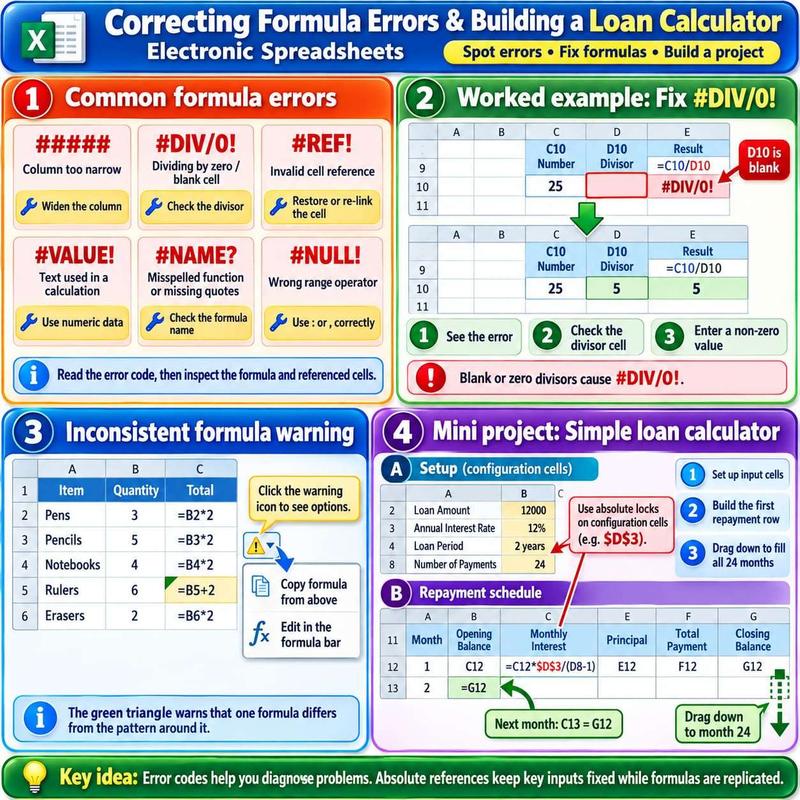 X
Correcting Formula Errors & Building a Loan Calculator
Electronic Spreadsheets
Spot errors • Fix formulas • Build a project
1 Common formula errors
#####
Column too narrow
Widen the column
#DIV/0!
Dividing by zero /
blank cell
Check the divisor
#REF!
Invalid cell reference
Restore or re-link
the cell
#VALUE!
Text used in a
calculation
Use numeric data
#NAME?
Misspelled function
or missing quotes
Check the formula
name
#NULL!
Wrong range operator
Use : or , correctly
i Read the error code, then inspect the formula and referenced cells.
2 Worked example: Fix #DIV/0!
A B C D E
C10 D10 Result
Number Divisor
9 =C10/D10
10 25 #DIV/0!
11
D10 is
blank
A B C D E
C10 D10 Result
Number Divisor
9 =C10/D10
10 25 5 5
11
1 See the error
2 Check the
divisor cell
3 Enter a non-zero
value
! Blank or zero divisors cause #DIV/0!.
3 Inconsistent formula warning
A B C
1 Item Quantity Total
2 Pens 3 =B2*2
3 Pencils 5 =B3*2
4 Notebooks 4 =B4*2
5 Rulers 6 =B5+2
6 Erasers 2 =B6*2
Click the warning
icon to see options.
!
Copy formula
from above
fx Edit in the
formula bar
i The green triangle warns that one formula differs
from the pattern around it.
4 Mini project: Simple loan calculator
A Setup (configuration cells)
A B C
2 Loan Amount 12000
3 Annual Interest Rate 12%
4 Loan Period 2 years
8 Number of Payments 24
Use absolute locks
on configuration cells
(e.g. $D$3).
1 Set up input cells
2 Build the first
repayment row
3 Drag down to fill
all 24 months
B Repayment schedule
A B C E F G
11 Month Opening Balance Monthly Interest Principal Total Payment Closing Balance
12 1 C12 =C12*$D$3/(D8-1) E12 F12 G12
13 2 =G12
Next month: C13 = G12
Drag down
to month 24
Key idea: Error codes help you diagnose problems. Absolute references keep key inputs fixed while formulas are replicated.